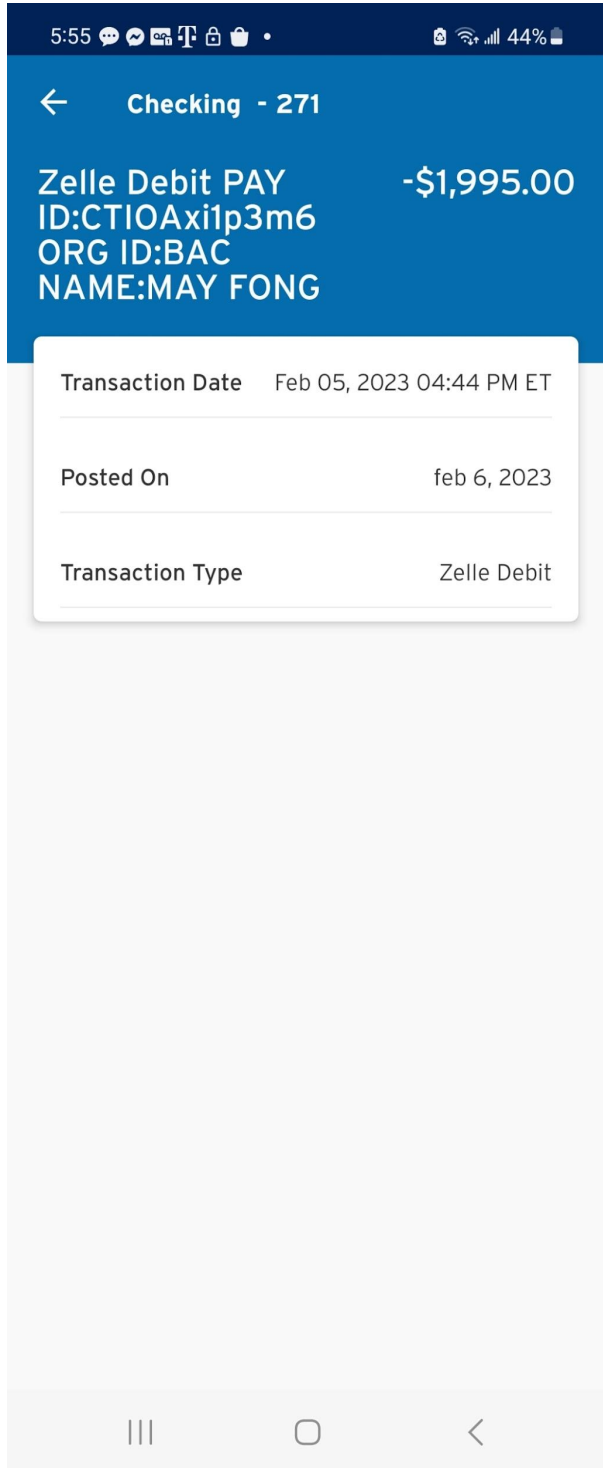 5:55
44%
Checking - 271
Zelle Debit PAY -$1,995.00
ID:CTIOAxi1p3m6
ORG ID:BAC
NAME:MAY FONG
Transaction Date Feb 05, 2023 04:44 PM ET
Posted On feb 6, 2023
Transaction Type Zelle Debit